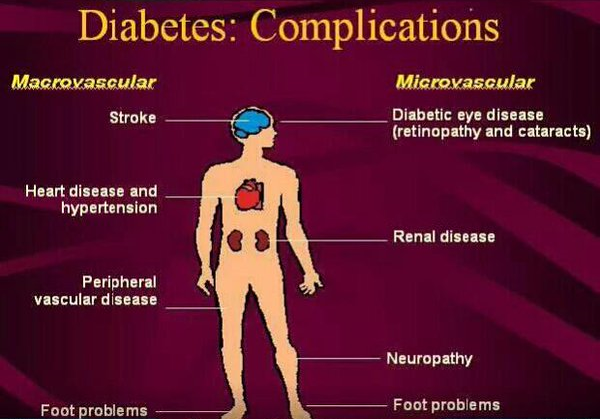 Diabetes: Complications
Macrovascular
Stroke
Heart disease and
hypertension
Peripheral
vascular disease
Foot problems
Microvascular
Diabetic eye disease
(retinopathy and cataracts)
Renal disease
Neuropathy
Foot problems